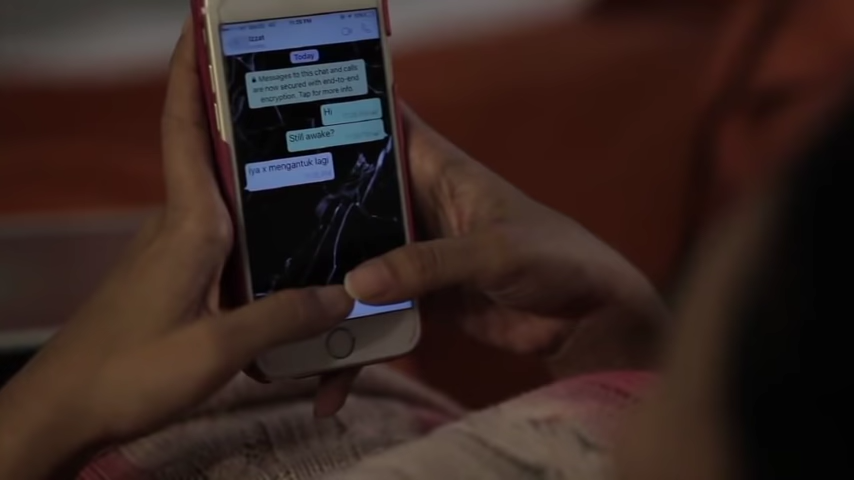 Today
Messages to this chat and calls
are now secured with end-to-end
encryption. Tap for more info.
Hi
Still awake?
Iya x mengantuk lagi